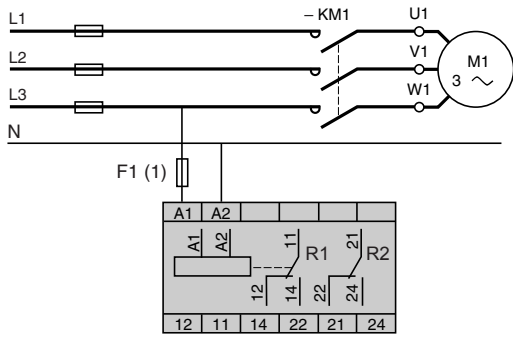 L1
– KM1
U1
L2
V1
M1
3 ~
L3
W1
N
F1 (1)
A1 A2
A1 A2 11 R1 21 R2
12 14 22 24
12 11 14 22 21 24